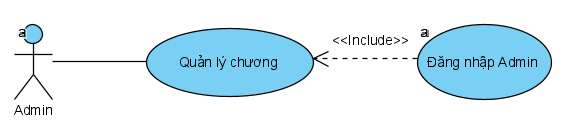 a
Admin
Quản lý chương
<<Include>>
Đăng nhập Admin